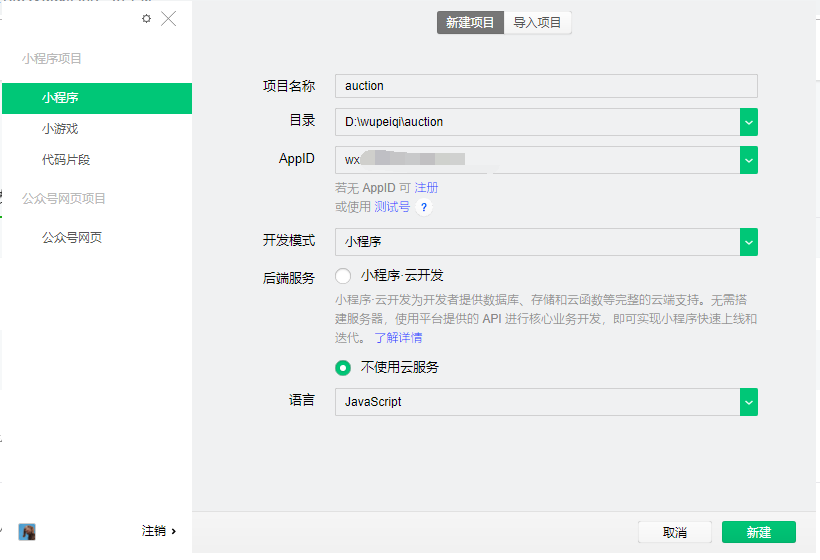 小程序项目
小程序
小游戏
代码片段
公众号网页项目
公众号网页
注销
新建项目
导入项目
项目名称
auction
目录
D:\wupeiqi\auction
AppID
wx
若无 AppID 可 注册
或使用 测试号 ?
开发模式
小程序
后端服务
小程序·云开发
小程序·云开发为开发者提供数据库、存储和云函数等完整的云端支持。无需搭
建服务器，使用平台提供的 API 进行核心业务开发，即可实现小程序快速上线和
迭代。 了解详情
不使用云服务
语言
JavaScript
取消
新建